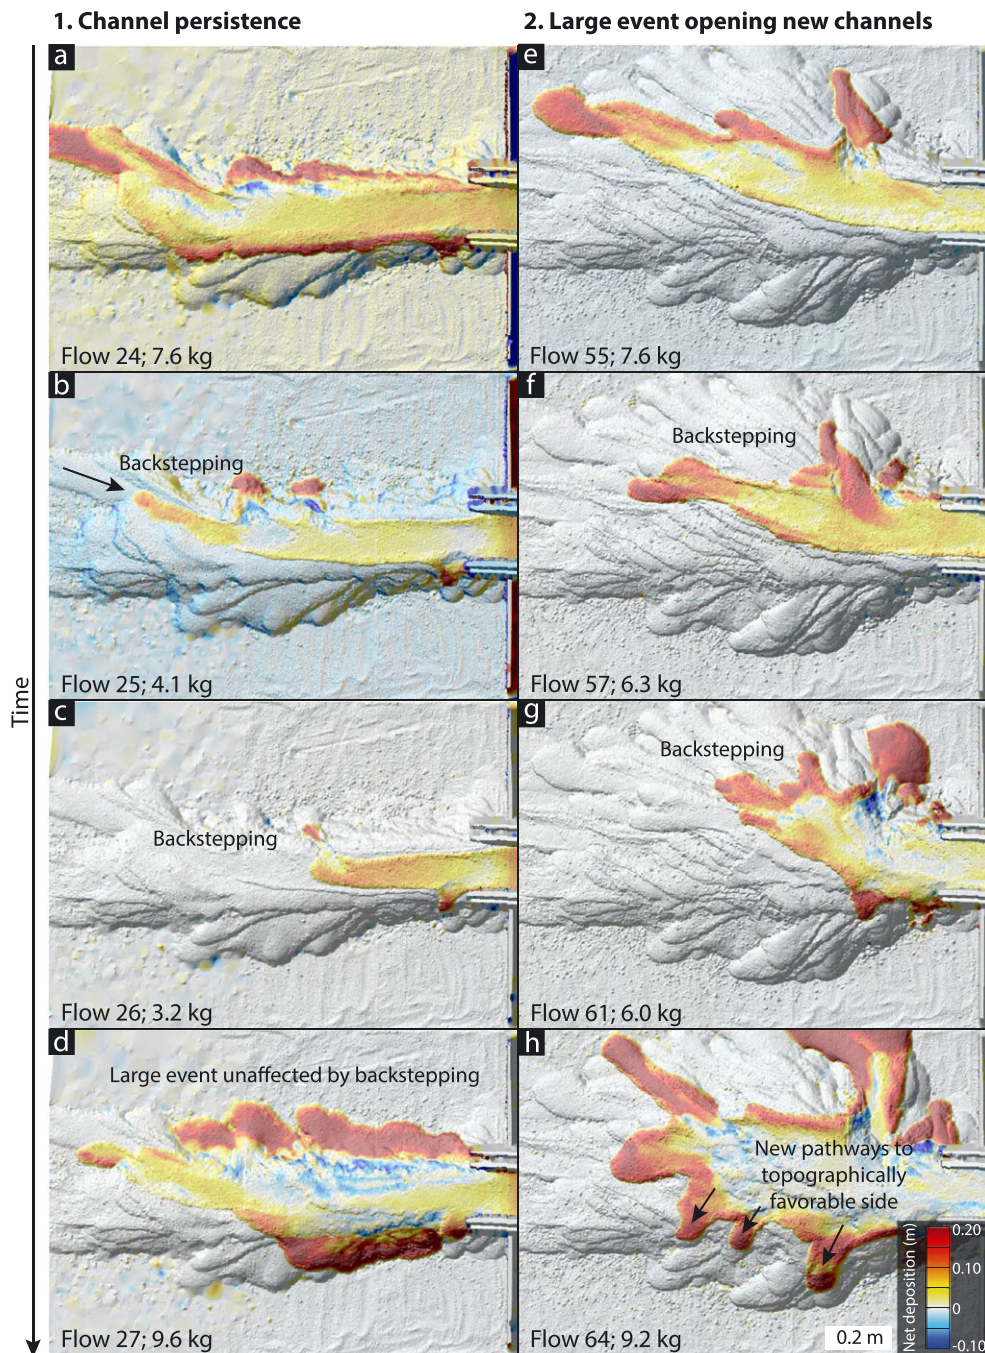 1. Channel persistence
2. Large event opening new channels
Time
a
Flow 24; 7.6 kg
b
Backstepping
Flow 25; 4.1 kg
c
Backstepping
Flow 26; 3.2 kg
d
Large event unaffected by backstepping
Flow 27; 9.6 kg
e
Flow 55; 7.6 kg
f
Backstepping
Flow 57; 6.3 kg
g
Backstepping
Flow 61; 6.0 kg
h
New pathways to
topographically
favorable side
Flow 64; 9.2 kg
0.2 m
Net deposition (m)
0.20
0.10
0
-0.10